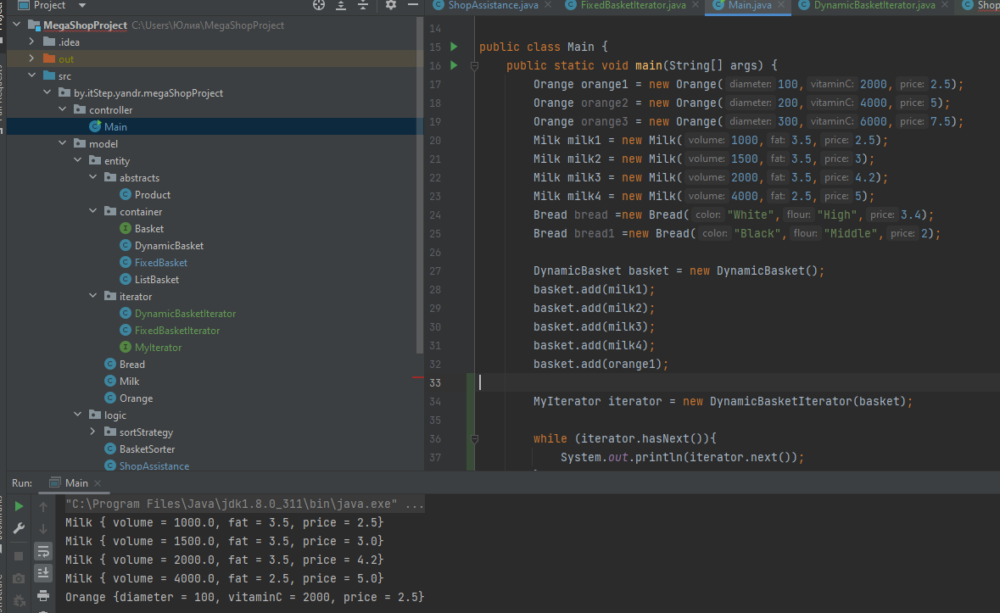 Project
MegaShopProject C:\Users\Юлия\MegaShopProject
.idea
out
src
by.itStep.yandr.megaShopProject
controller
Main
model
entity
abstracts
Product
container
Basket
DynamicBasket
FixedBasket
ListBasket
iterator
DynamicBasketIterator
FixedBasketIterator
MyIterator
Bread
Milk
Orange
logic
sortStrategy
BasketSorter
ShopAssistance
ShopAssistance.java FixedBasketIterator.java Main.java DynamicBasketIterator.java Shop
14
15 public class Main {
16 public static void main(String[] args) {
17 Orange orange1 = new Orange( diameter: 100, vitaminC: 2000, price: 2.5);
18 Orange orange2 = new Orange( diameter: 200, vitaminC: 4000, price: 5);
19 Orange orange3 = new Orange( diameter: 300, vitaminC: 6000, price: 7.5);
20 Milk milk1 = new Milk( volume: 1000, fat: 3.5, price: 2.5);
21 Milk milk2 = new Milk( volume: 1500, fat: 3.5, price: 3);
22 Milk milk3 = new Milk( volume: 2000, fat: 3.5, price: 4.2);
23 Milk milk4 = new Milk( volume: 4000, fat: 2.5, price: 5);
24 Bread bread =new Bread( color: "White", flour: "High", price: 3.4);
25 Bread bread1 =new Bread( color: "Black", flour: "Middle", price: 2);
26
27 DynamicBasket basket = new DynamicBasket();
28 basket.add(milk1);
29 basket.add(milk2);
30 basket.add(milk3);
31 basket.add(milk4);
32 basket.add(orange1);
33
34 MyIterator iterator = new DynamicBasketIterator(basket);
35
36 while (iterator.hasNext()){
37 System.out.println(iterator.next());
Run: Main
"C:\Program Files\Java\jdk1.8.0_311\bin\java.exe" ...
Milk { volume = 1000.0, fat = 3.5, price = 2.5}
Milk { volume = 1500.0, fat = 3.5, price = 3.0}
Milk { volume = 2000.0, fat = 3.5, price = 4.2}
Milk { volume = 4000.0, fat = 2.5, price = 5.0}
Orange {diameter = 100, vitaminC = 2000, price = 2.5}